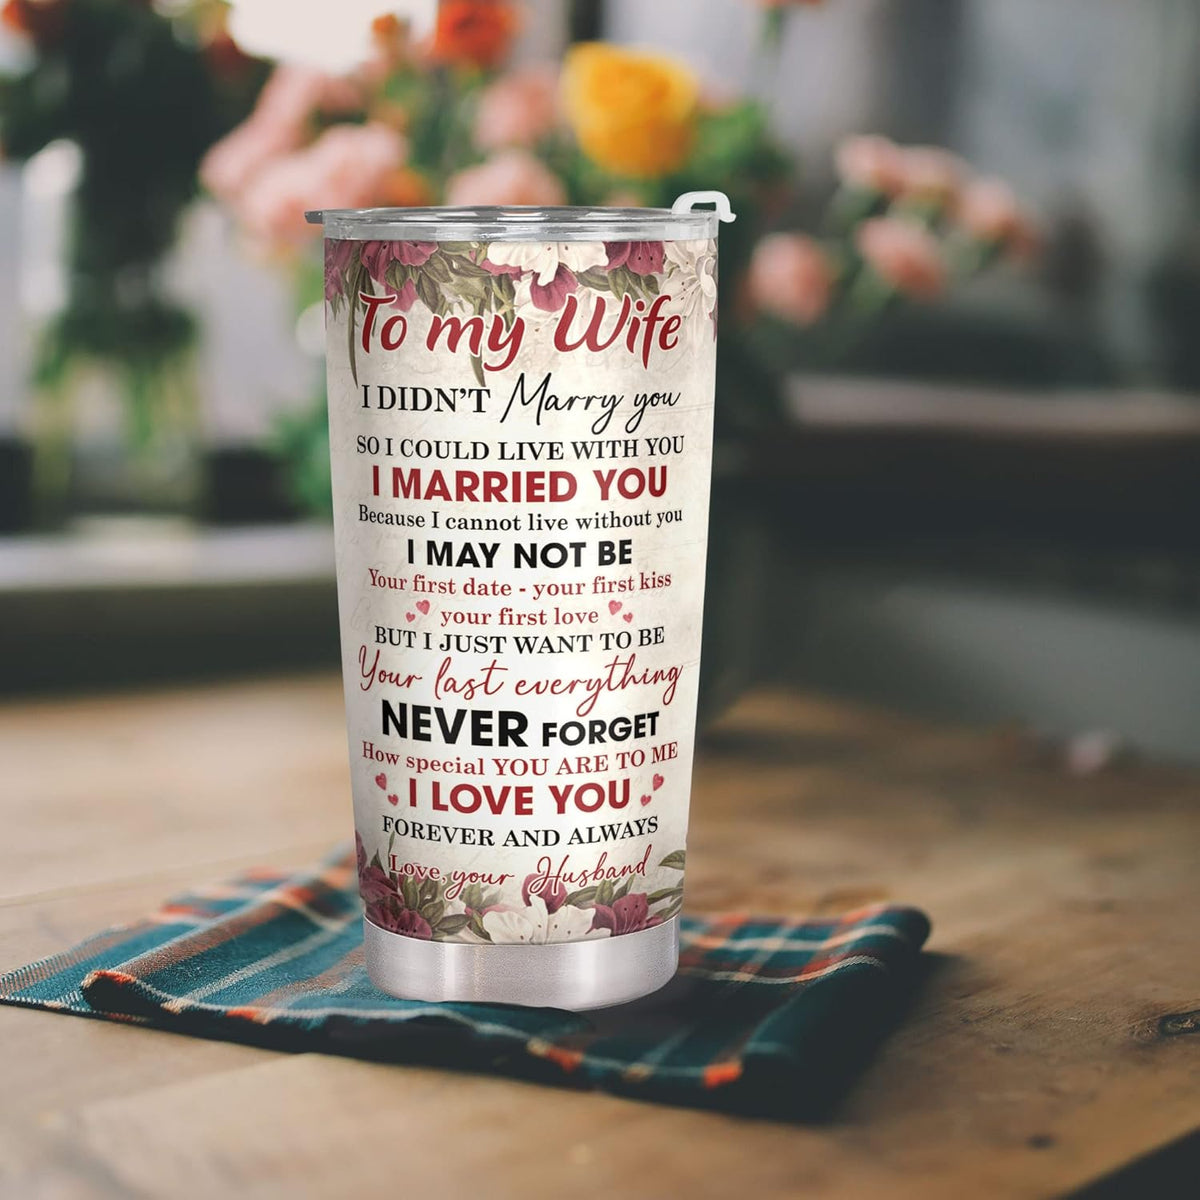 To my Wife
I DIDN'T Marry you
SO I COULD LIVE WITH YOU
I MARRIED YOU
Because I cannot live without you
I MAY NOT BE
Your first date - your first kiss
your first love
BUT I JUST WANT TO BE
Your last everything
NEVER FORGET
How special YOU ARE TO ME
I LOVE YOU
FOREVER AND ALWAYS
Love, your Husband